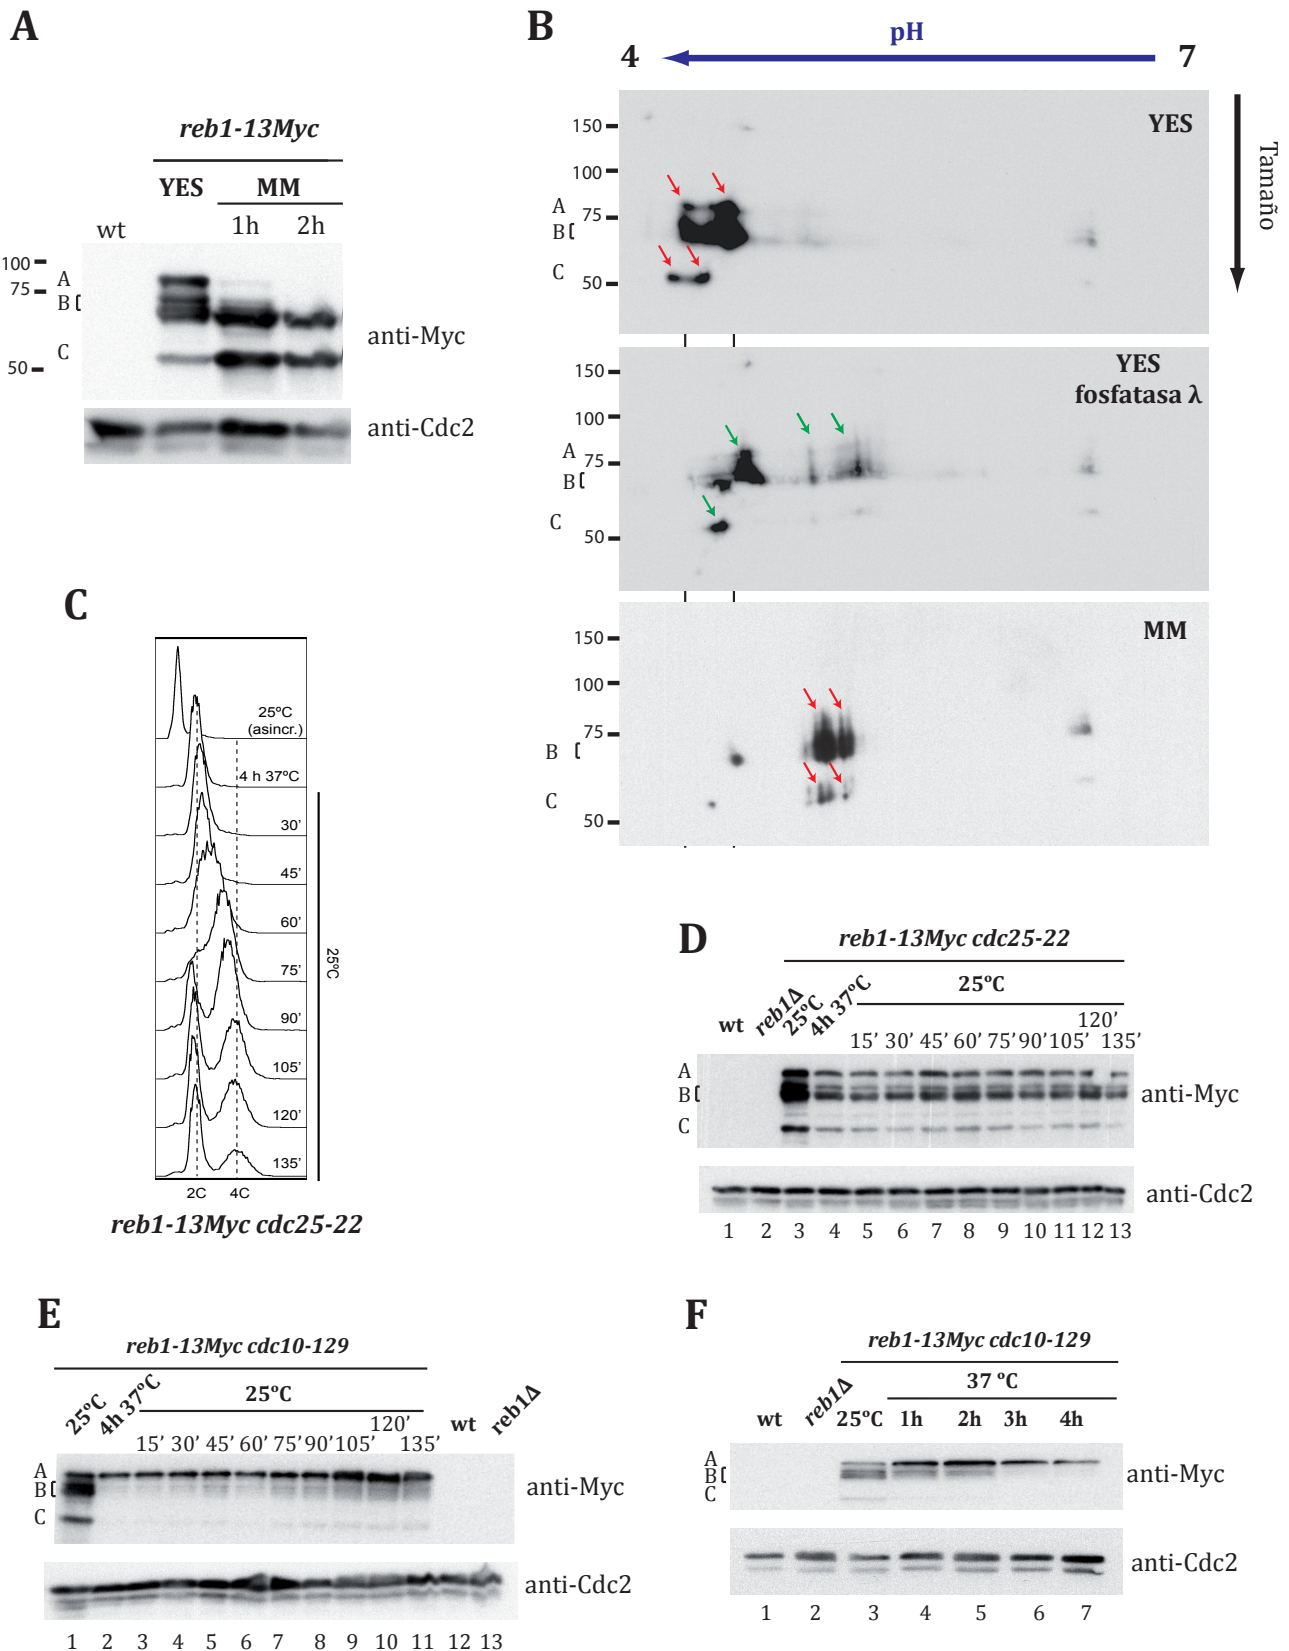 A
reb1-13Myc
YES MM
wt 1h 2h
100
75
50
A
B
C
anti-Myc
anti-Cdc2
B
pH
4 7
Tamaño
YES
150
100
75
50
A
B
C
YES
fosfatasa λ
150
100
75
50
A
B
C
MM
150
100
75
50
B
C
C
25ºC
(asincr.)
4 h 37ºC
30'
45'
60'
75'
90'
105'
120'
135'
25ºC
2C 4C
reb1-13Myc cdc25-22
D
reb1-13Myc cdc25-22
wt reb1Δ 25ºC 4h 37ºC 25ºC
15' 30' 45' 60' 75' 90' 105' 120' 135'
A
B
C
anti-Myc
anti-Cdc2
1 2 3 4 5 6 7 8 9 10 11 12 13
E
reb1-13Myc cdc10-129
25ºC 4h 37ºC 25ºC wt reb1Δ
15' 30' 45' 60' 75' 90' 105' 120' 135'
A
B
C
anti-Myc
anti-Cdc2
1 2 3 4 5 6 7 8 9 10 11 12 13
F
reb1-13Myc cdc10-129
37 ºC
wt reb1Δ 25ºC 1h 2h 3h 4h
A
B
C
anti-Myc
anti-Cdc2
1 2 3 4 5 6 7